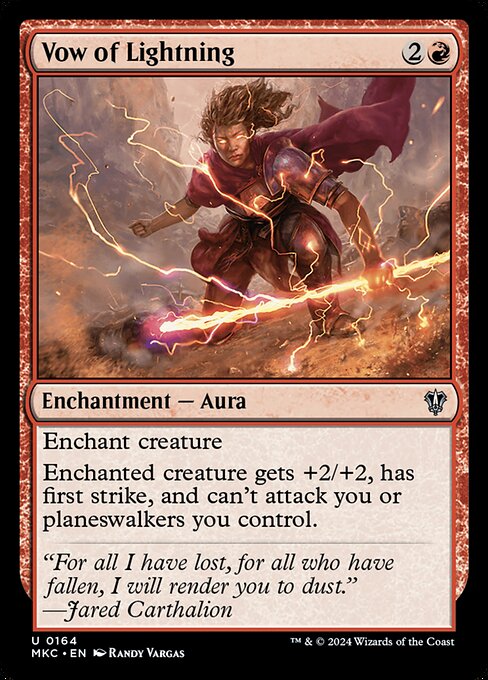 Vow of Lightning 2
Enchantment — Aura
Enchant creature
Enchanted creature gets +2/+2, has
first strike, and can't attack you or
planeswalkers you control.
“For all I have lost, for all who have
fallen, I will render you to dust.”
—Jared Carthalion
U 0164 ™ & © 2024 Wizards of the Coast
MKC • EN Randy Vargas